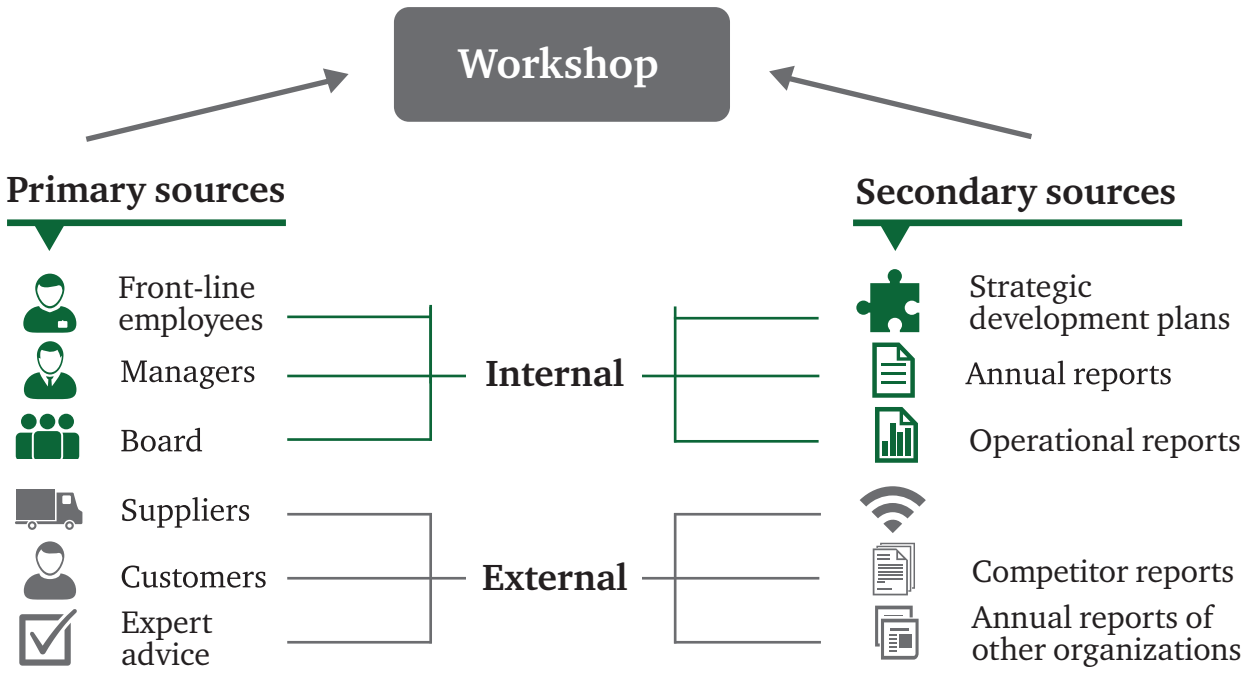 Workshop
Primary sources
Front-line
employees
Managers
Board
Suppliers
Customers
Expert
advice
Internal
External
Secondary sources
Strategic
development plans
Annual reports
Operational reports
Competitor reports
Annual reports of
other organizations